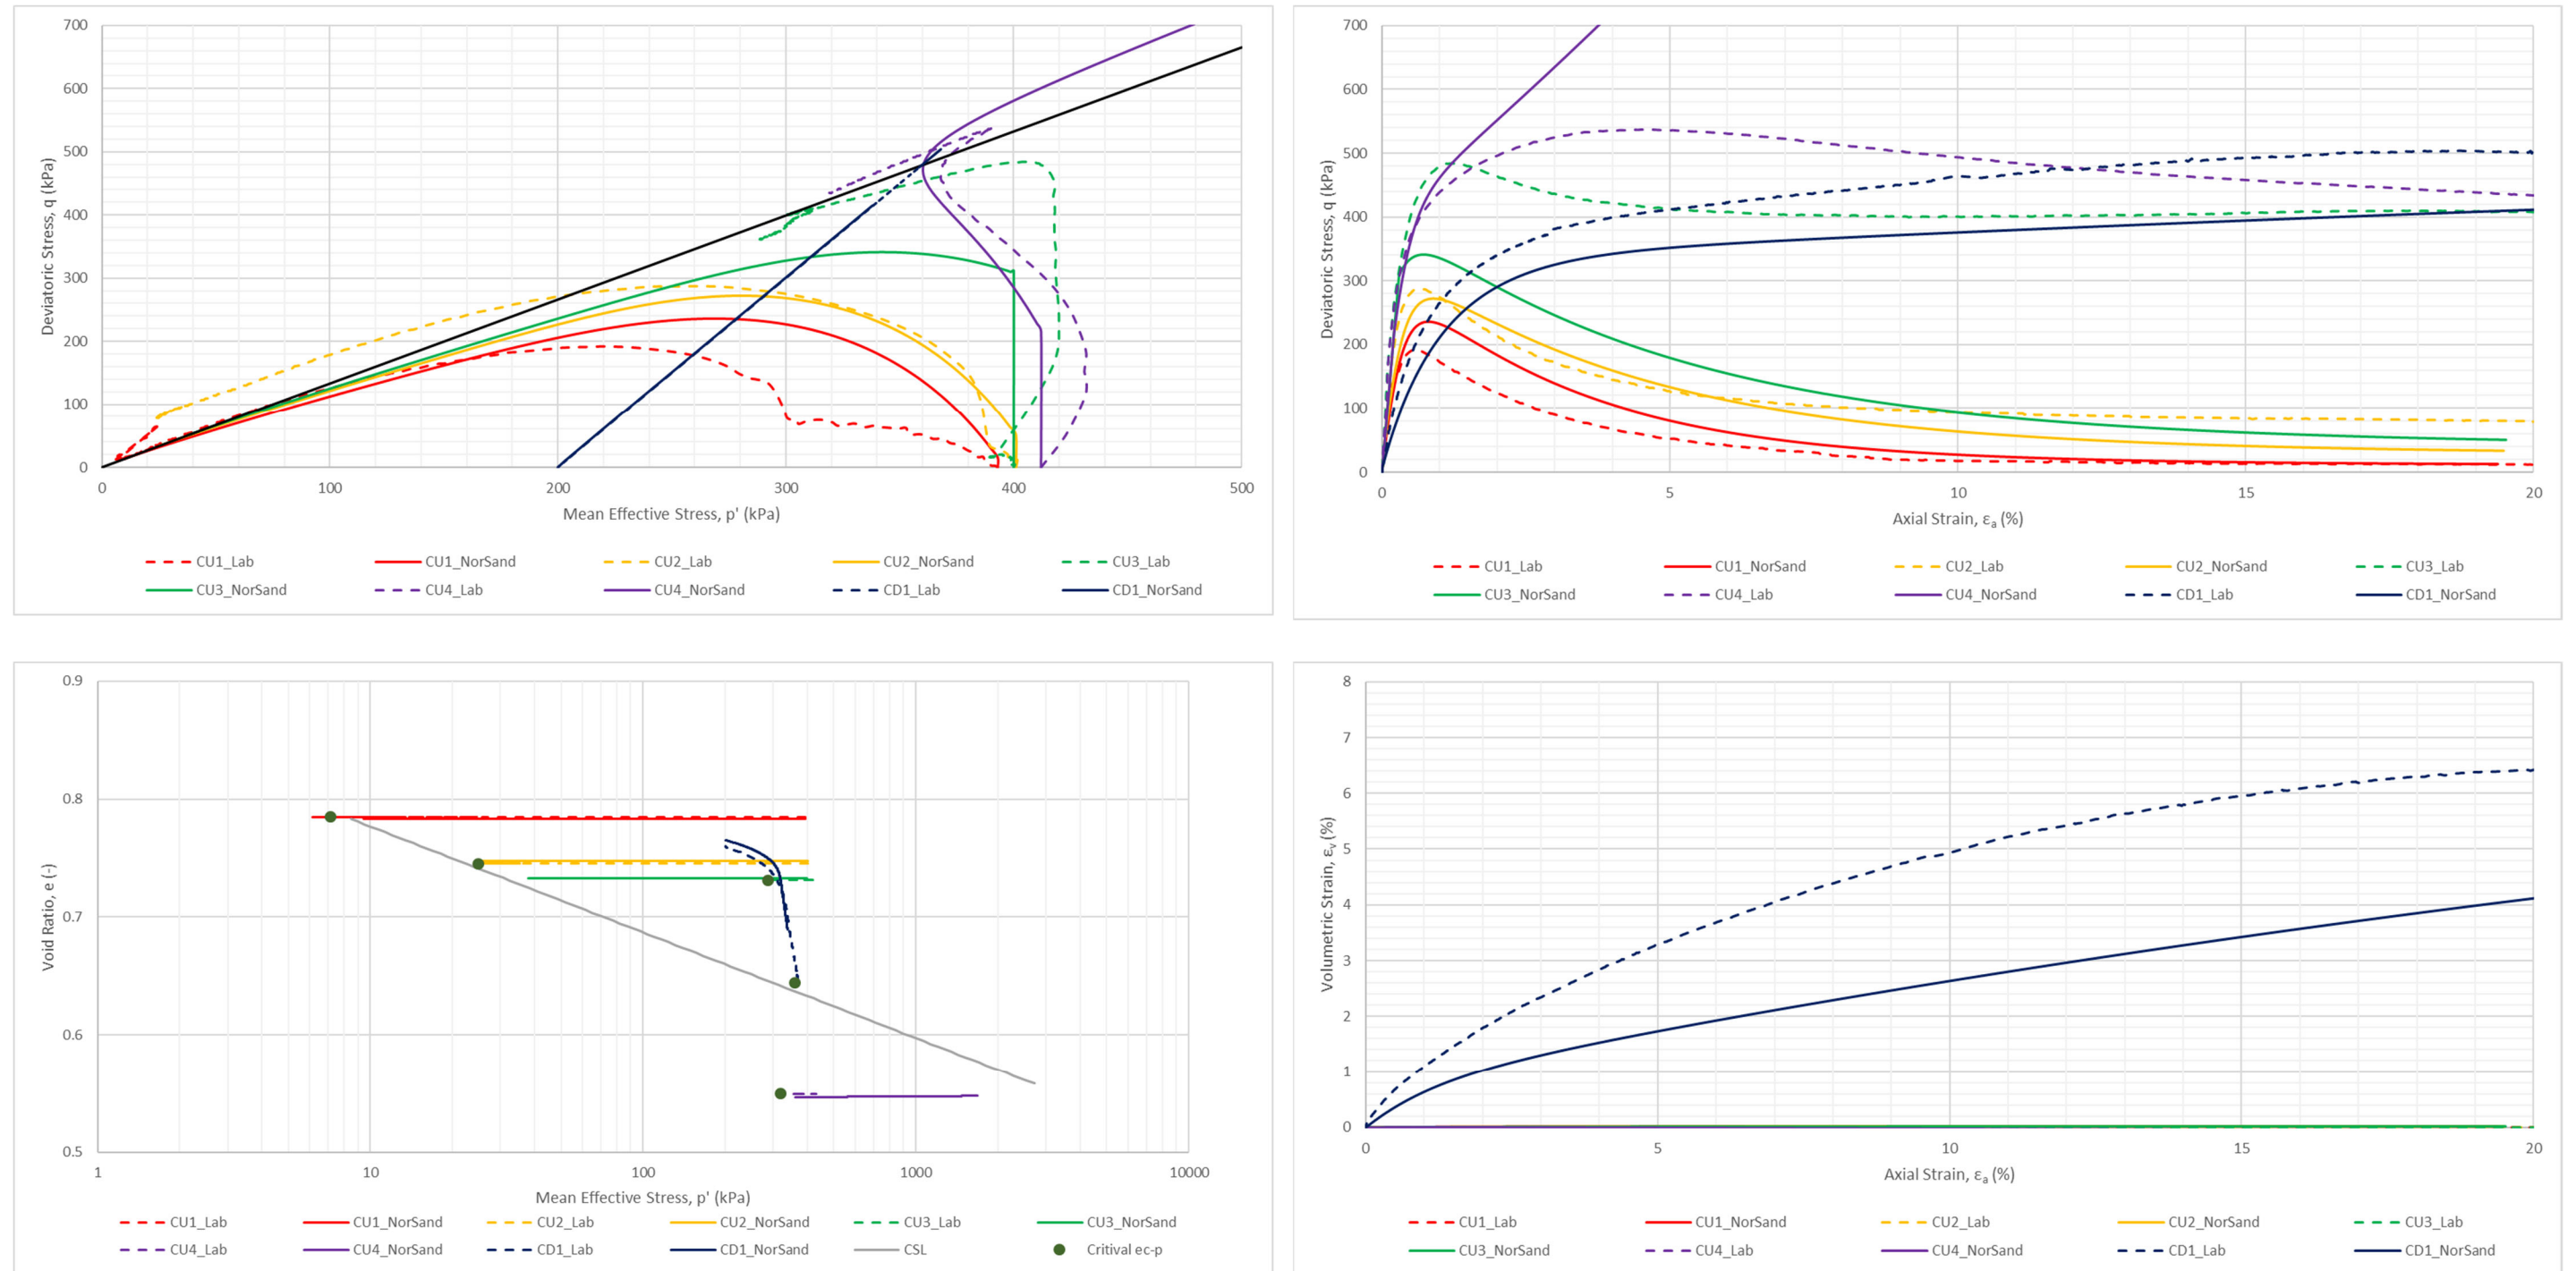 700
600
500
400
300
200
100
0
Deviatoric Stress, q (kPa)
0 100 200 300 400 500
Mean Effective Stress, p' (kPa)
CU1_Lab CU1_NorSand CU2_Lab CU2_NorSand CU3_Lab
CU3_NorSand CU4_Lab CU4_NorSand CD1_Lab CD1_NorSand
700
600
500
400
300
200
100
0
Deviatoric Stress, q (kPa)
0 5 10 15 20
Axial Strain, εa (%)
CU1_Lab CU1_NorSand CU2_Lab CU2_NorSand CU3_Lab
CU3_NorSand CU4_Lab CU4_NorSand CD1_Lab CD1_NorSand
0.9
0.8
0.7
0.6
0.5
Void Ratio, e (-)
1 10 100 1000 10000
Mean Effective Stress, p' (kPa)
CU1_Lab CU1_NorSand CU2_Lab CU2_NorSand CU3_Lab CU3_NorSand
CU4_Lab CU4_NorSand CD1_Lab CD1_NorSand CSL Critival ec-p
8
7
6
5
4
3
2
1
0
Volumetric Strain, εv (%)
0 5 10 15 20
Axial Strain, εa (%)
CU1_Lab CU1_NorSand CU2_Lab CU2_NorSand CU3_Lab
CU3_NorSand CU4_Lab CU4_NorSand CD1_Lab CD1_NorSand